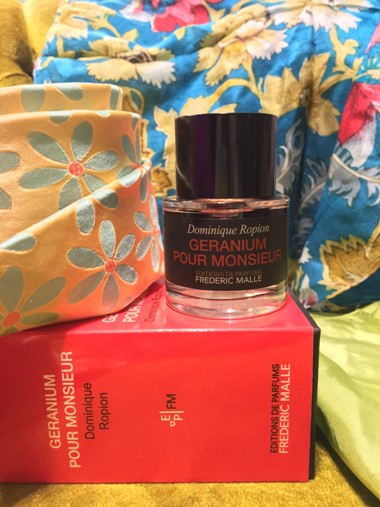 Dominique Ropion
GERANIUM
POUR MONSIEUR
EDITIONS DE PARFUMS
FREDERIC MALLE
GERANIUM
POUR MONSIEUR
Dominique
Ropion
E
P
FM
EDITIONS DE PARFUMS
FREDERIC MALLE